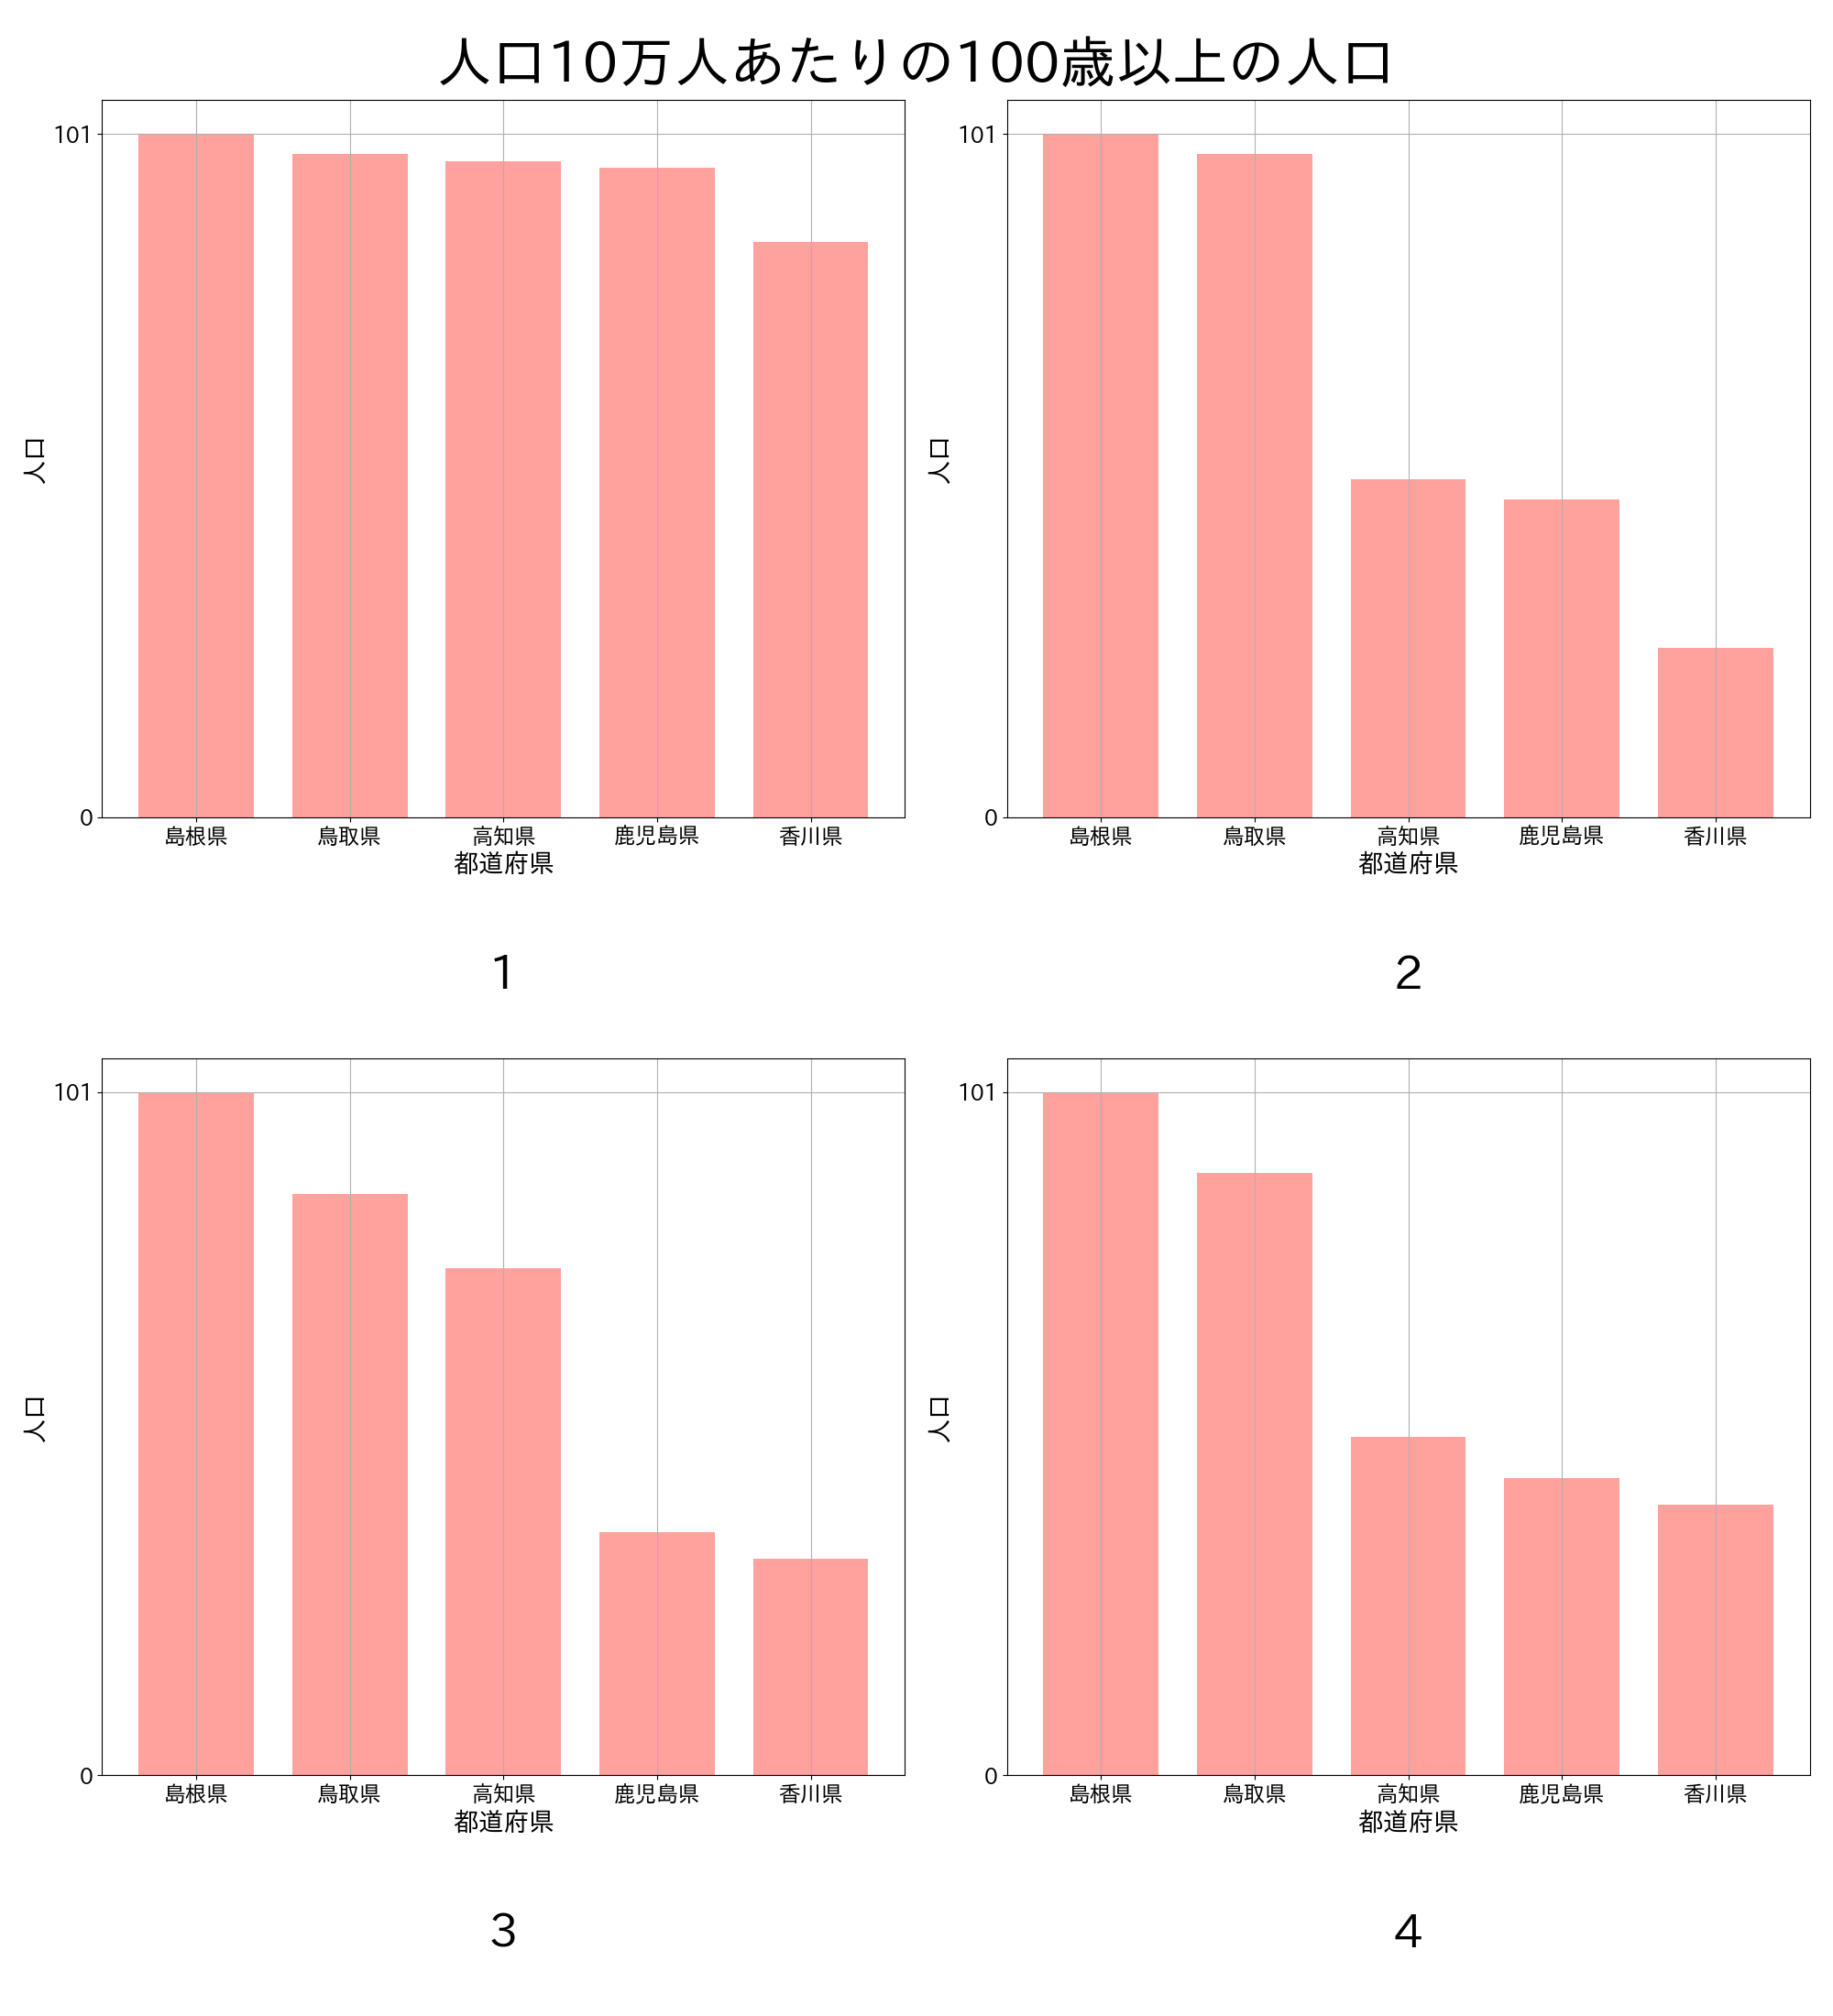 人口10万人あたりの100歳以上の人口
101
人口
0
島根県 鳥取県 高知県 鹿児島県 香川県
都道府県
1
101
人口
0
島根県 鳥取県 高知県 鹿児島県 香川県
都道府県
2
101
人口
0
島根県 鳥取県 高知県 鹿児島県 香川県
都道府県
3
101
人口
0
島根県 鳥取県 高知県 鹿児島県 香川県
都道府県
4